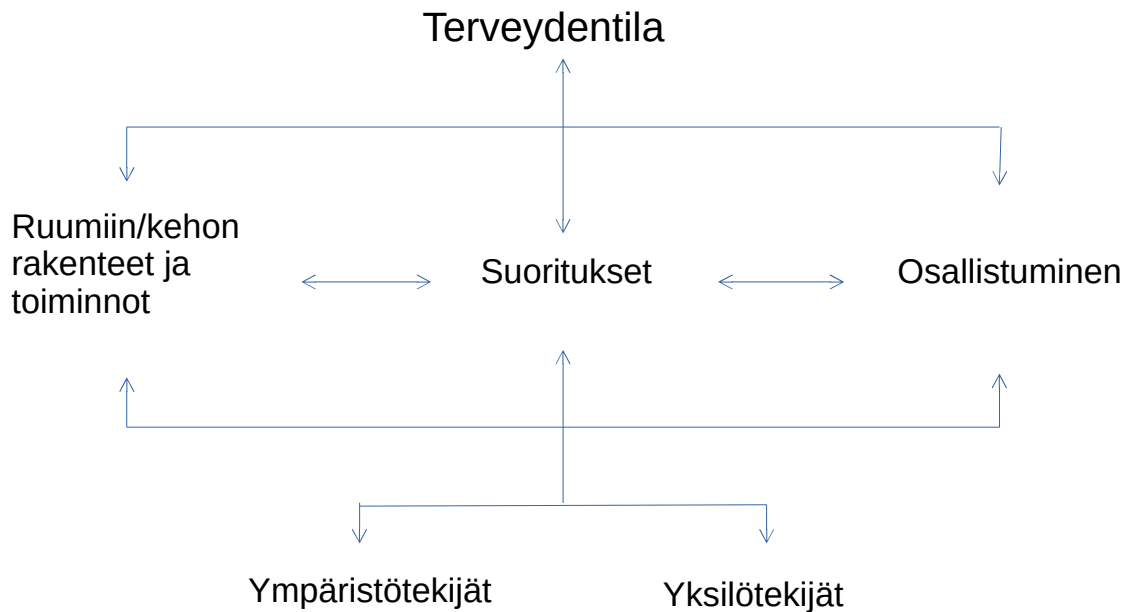 Terveydentila
Ruumiin/kehon
rakenteet ja
toiminnot
Suoritukset
Osallistuminen
Ympäristötekijät
Yksilötekijät